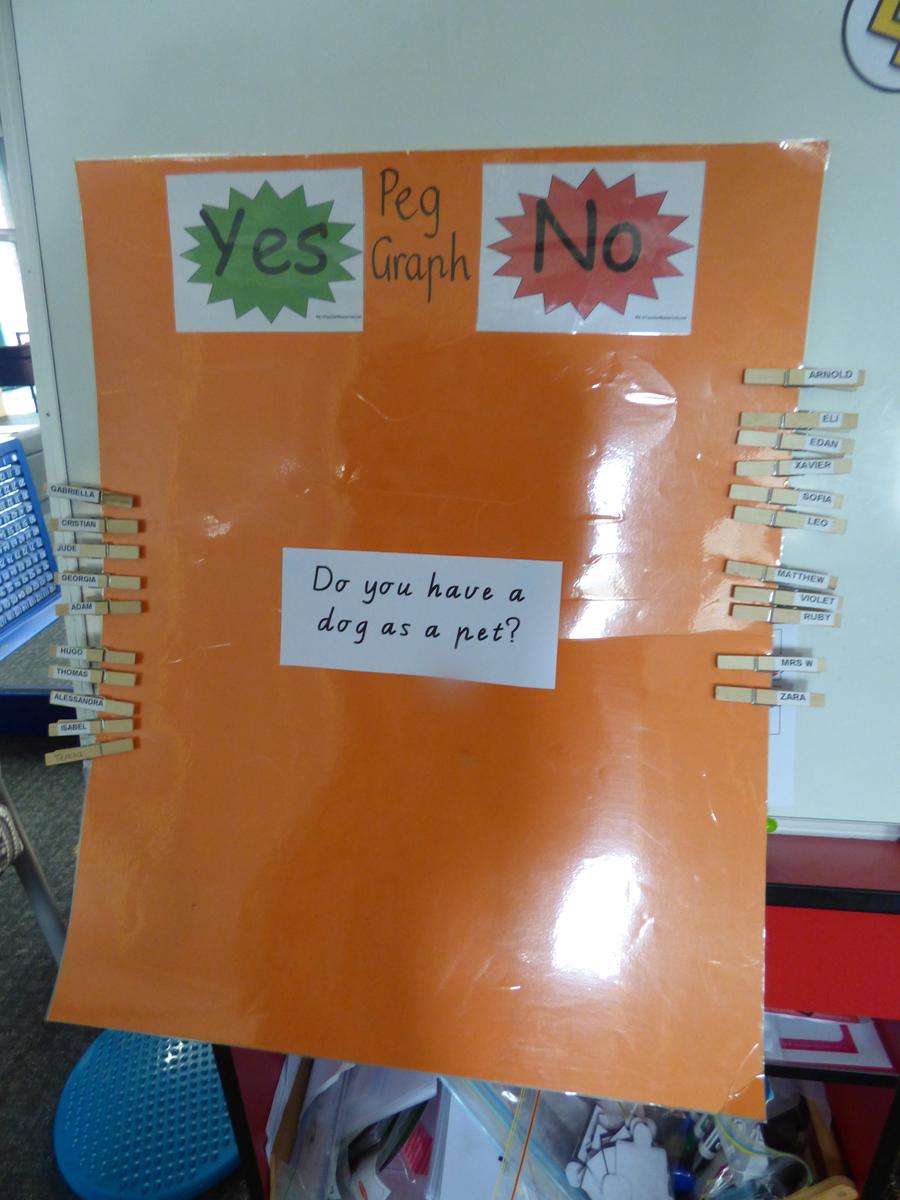 Yes
Peg
Graph
No
Do you have a
dog as a pet?
GABRIELLA
CRISTIAN
JUDE
GEORGIA
ADAM
HUGO
THOMAS
ALESSANDRA
ISABEL
Teresa
ARNOLD
ELI
EDAN
XAVIER
SOFIA
LEO
MATTHEW
VIOLET
RUBY
MRS W
ZARA